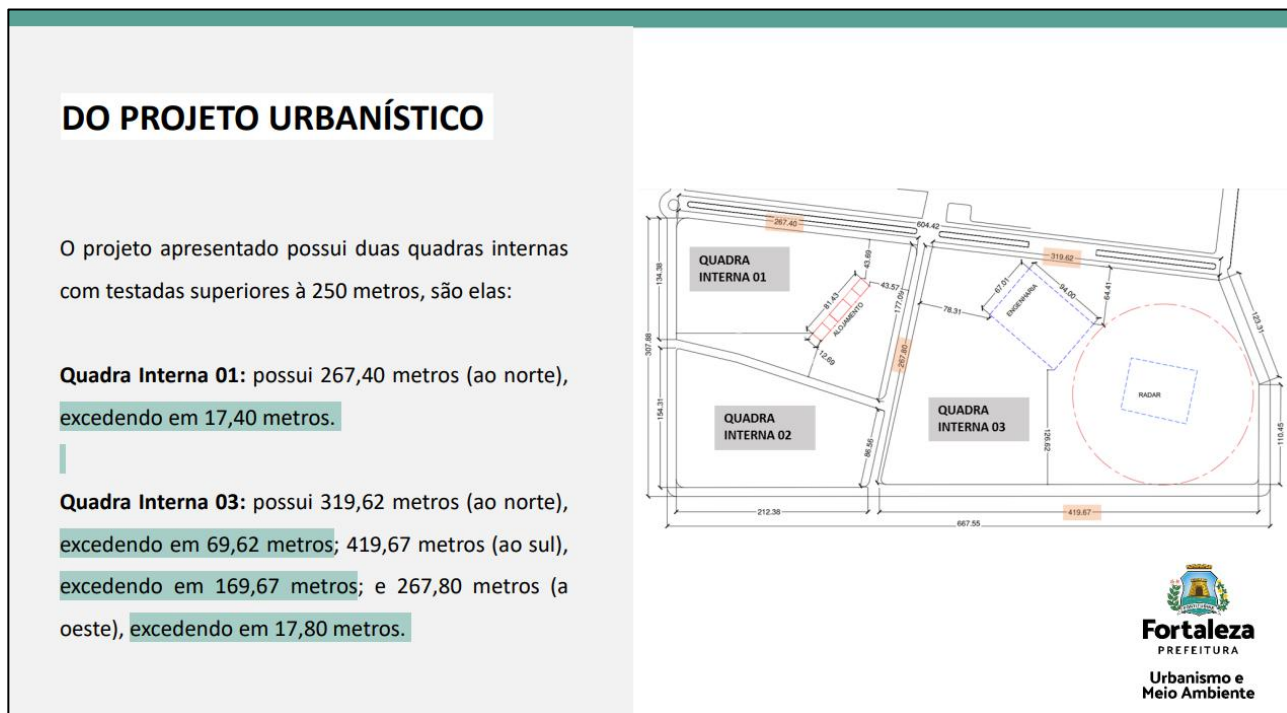 DO PROJETO URBANÍSTICO
O projeto apresentado possui duas quadras internas
com testadas superiores à 250 metros, são elas:
Quadra Interna 01: possui 267,40 metros (ao norte),
excedendo em 17,40 metros.
Quadra Interna 03: possui 319,62 metros (ao norte),
excedendo em 69,62 metros; 419,67 metros (ao sul),
excedendo em 169,67 metros; e 267,80 metros (a
oeste), excedendo em 17,80 metros.
267.40
604.42
319.62
QUADRA
INTERNA 01
134.38
43.69
81.43
43.57
ALOJAMENTO
12.69
177.09
267.80
78.31
67.01
ENGENHARIA
94.00
64.41
123.31
307.88
154.31
QUADRA
INTERNA 02
86.56
QUADRA
INTERNA 03
126.62
RADAR
110.45
212.38
419.67
667.55
Fortaleza
PREFEITURA
Urbanismo e
Meio Ambiente